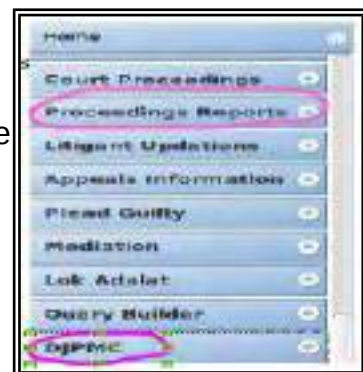 Home
s
Court Proceedings
Proceedings Reports
e
Litigant Updations
Appeals Information
Plead Guilty
Mediation
Lok Adalat
Query Builder
DJPMC